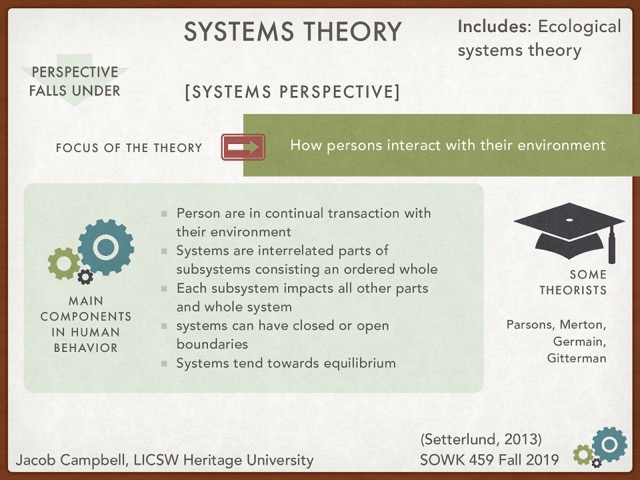 SYSTEMS THEORY
Includes: Ecological
systems theory
PERSPECTIVE
FALLS UNDER
[SYSTEMS PERSPECTIVE]
FOCUS OF THE THEORY
How persons interact with their environment
Person are in continual transaction with
their environment
Systems are interrelated parts of
subsystems consisting an ordered whole
Each subsystem impacts all other parts
and whole system
systems can have closed or open
boundaries
Systems tend towards equilibrium
MAIN
COMPONENTS
IN HUMAN
BEHAVIOR
SOME
THEORISTS
Parsons, Merton,
Germain,
Gitterman
(Setterlund, 2013)
Jacob Campbell, LICSW Heritage University
SOWK 459 Fall 2019